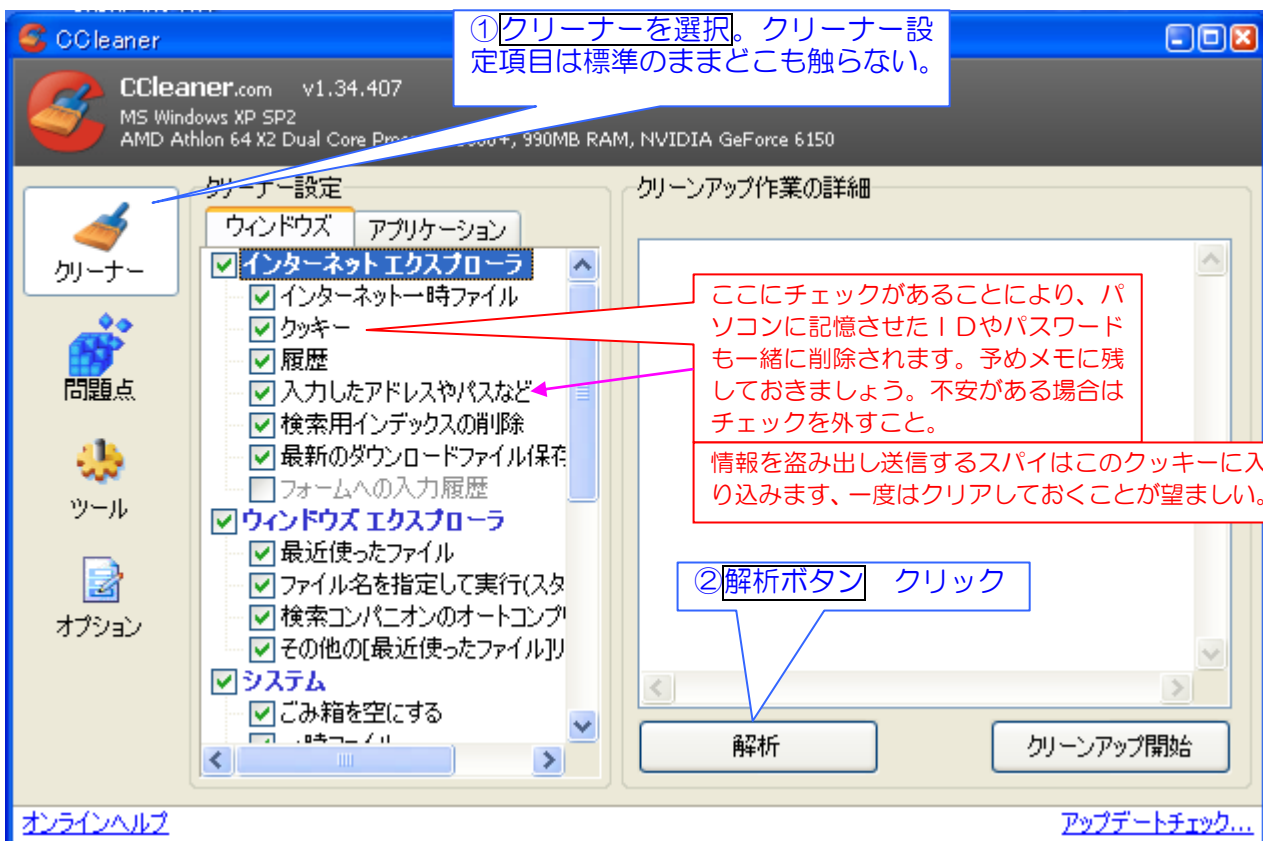 CCleaner
①クリーナーを選択。クリーナー設
定項目は標準のままどこも触らない。
CCleaner.com v1.34.407
MS Windows XP SP2
AMD Athlon 64 X2 Dual Core +, 990MB RAM, NVIDIA GeForce 6150
クリーナー
問題点
ツール
オプション
クリーナー設定
ウィンドウズ アプリケーション
インターネット エクスプローラ
インターネット一時ファイル
クッキー
履歴
入力したアドレスやパスなど
検索用インデックスの削除
最新のダウンロードファイル(保存
フォームへの入力履歴
ウィンドウズ エクスプローラ
最近使ったファイル
ファイル名を指定して実行(スタ
検索コンパニオンのオートコンプリ
その他の[最近使ったファイル]リ
システム
ごみ箱を空にする
一時ファイル
クリーンアップ作業の詳細
ここにチェックがあることにより、パ
ソコンに記憶させたIDやパスワード
も一緒に削除されます。予めメモに残
しておきましょう。不安がある場合は
チェックを外すこと。
情報を盗み出し送信するスパイはこのクッキーに入
り込みます、一度はクリアしておくことが望ましい。
②解析ボタン クリック
解析
クリーンアップ開始
オンラインヘルプ
アップデートチェック...